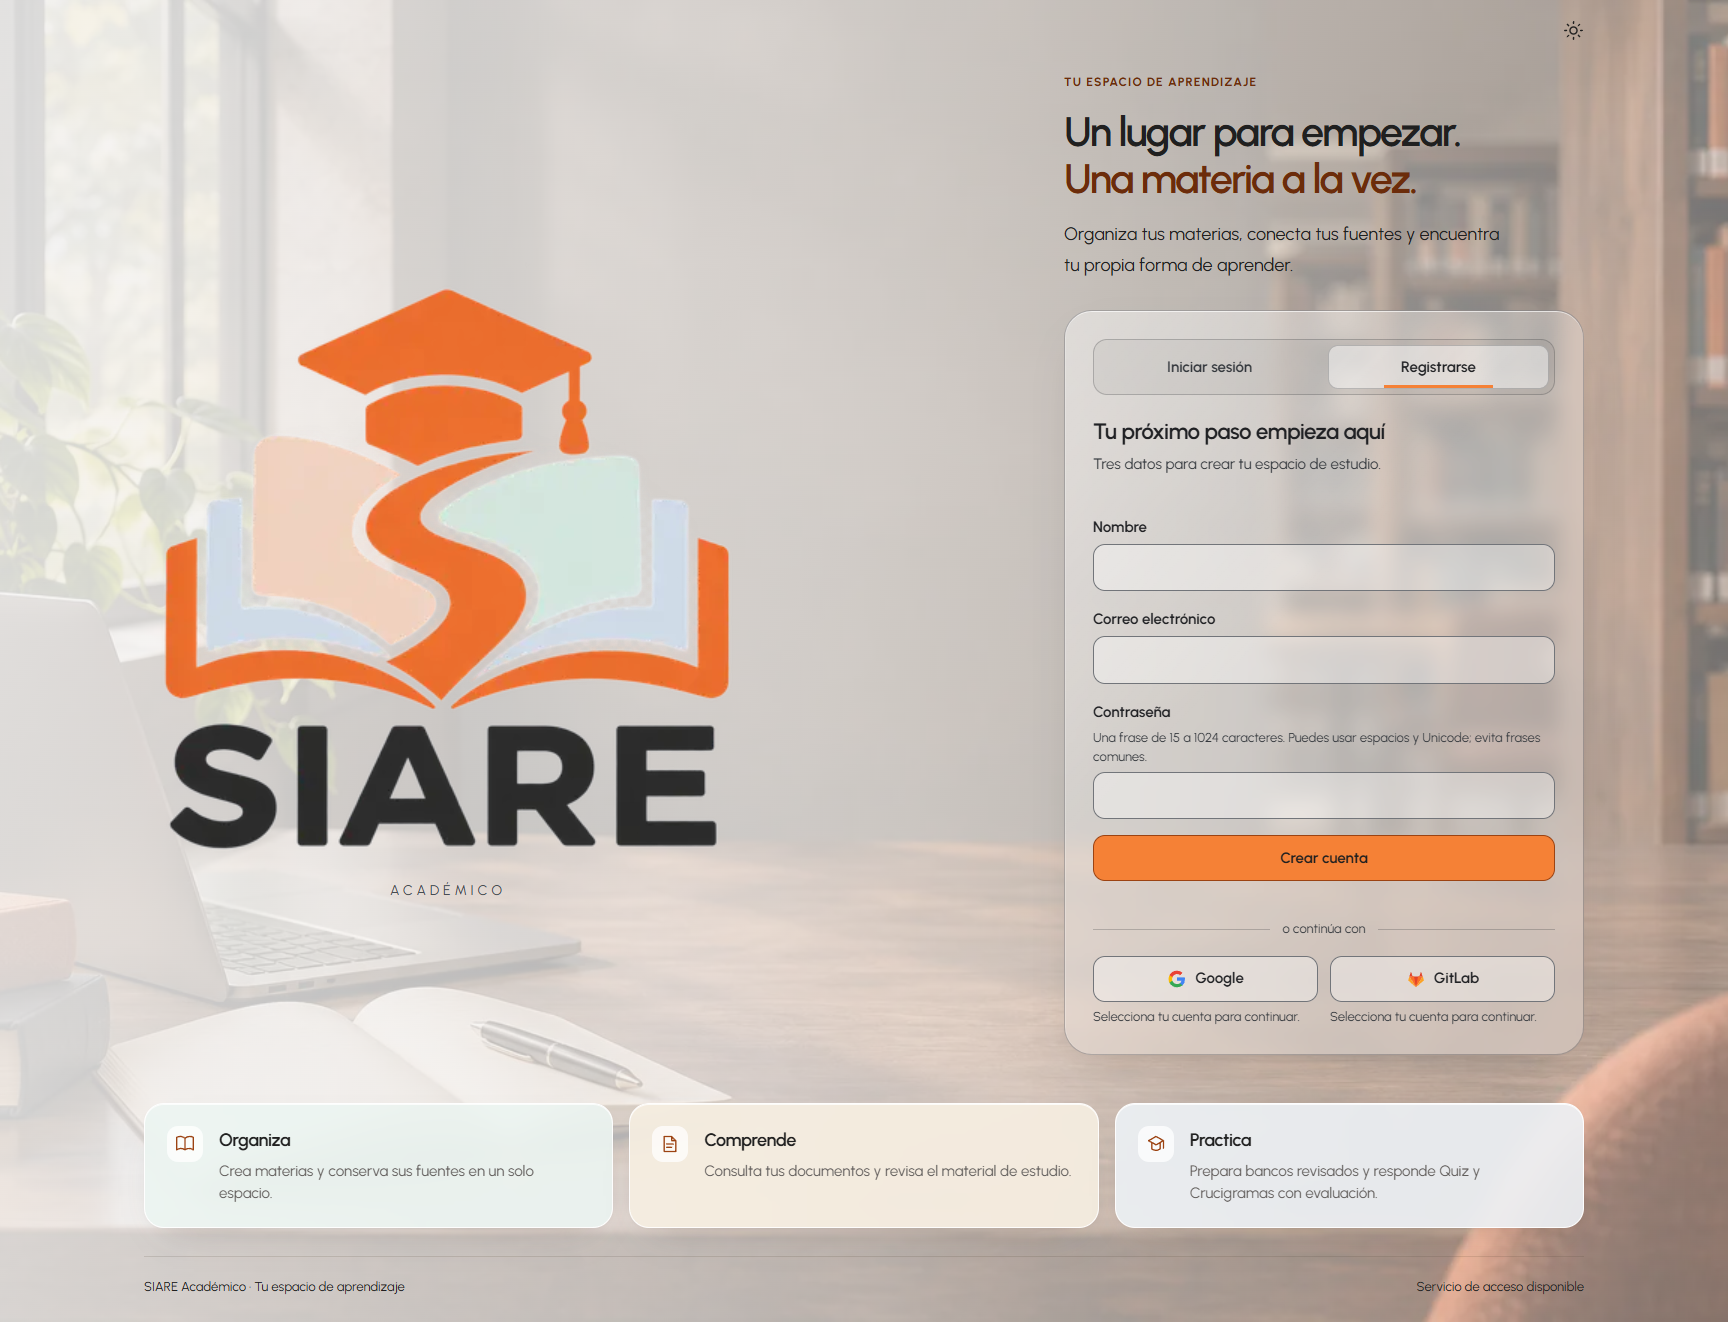 TU ESPACIO DE APRENDIZAJE
Un lugar para empezar.
Una materia a la vez.
Organiza tus materias, conecta tus fuentes y encuentra
tu propia forma de aprender.
SIARE
ACADÉMICO
Iniciar sesión
Registrarse
Tu próximo paso empieza aquí
Tres datos para crear tu espacio de estudio.
Nombre
Correo electrónico
Contraseña
Una frase de 15 a 1024 caracteres. Puedes usar espacios y Unicode; evita frases
comunes.
Crear cuenta
o continúa con
Google
GitLab
Selecciona tu cuenta para continuar.
Selecciona tu cuenta para continuar.
Organiza
Crea materias y conserva sus fuentes en un solo
espacio.
Comprende
Consulta tus documentos y revisa el material de estudio.
Practica
Prepara bancos revisados y responde Quiz y
Crucigramas con evaluación.
SIARE Académico · Tu espacio de aprendizaje
Servicio de acceso disponible